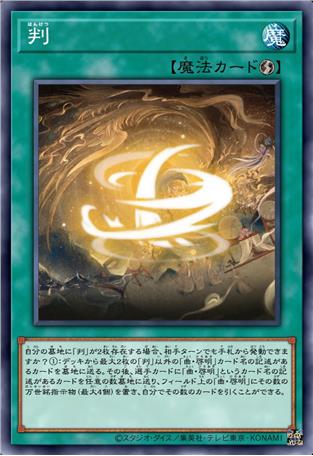 はんけつ
判
魔
【魔法カード】
自分の墓地に「判」が2枚存在する場合、相手ターンでも手札から発動できま
すか?①:デッキから最大2枚の「判」以外の「曲・啓明」カード名の記述が
あるカードを墓地に送る。その後、選手カードに「曲・啓明」というカード名の記
述があるカードを任意の数墓地に送り、フィールド上の「曲・啓明」にその数の
万世銘指示物(最大4個)を置き、自分でその数のカードを引くことができる。
©スタジオ・ダイス/集英社・テレビ東京・KONAMI